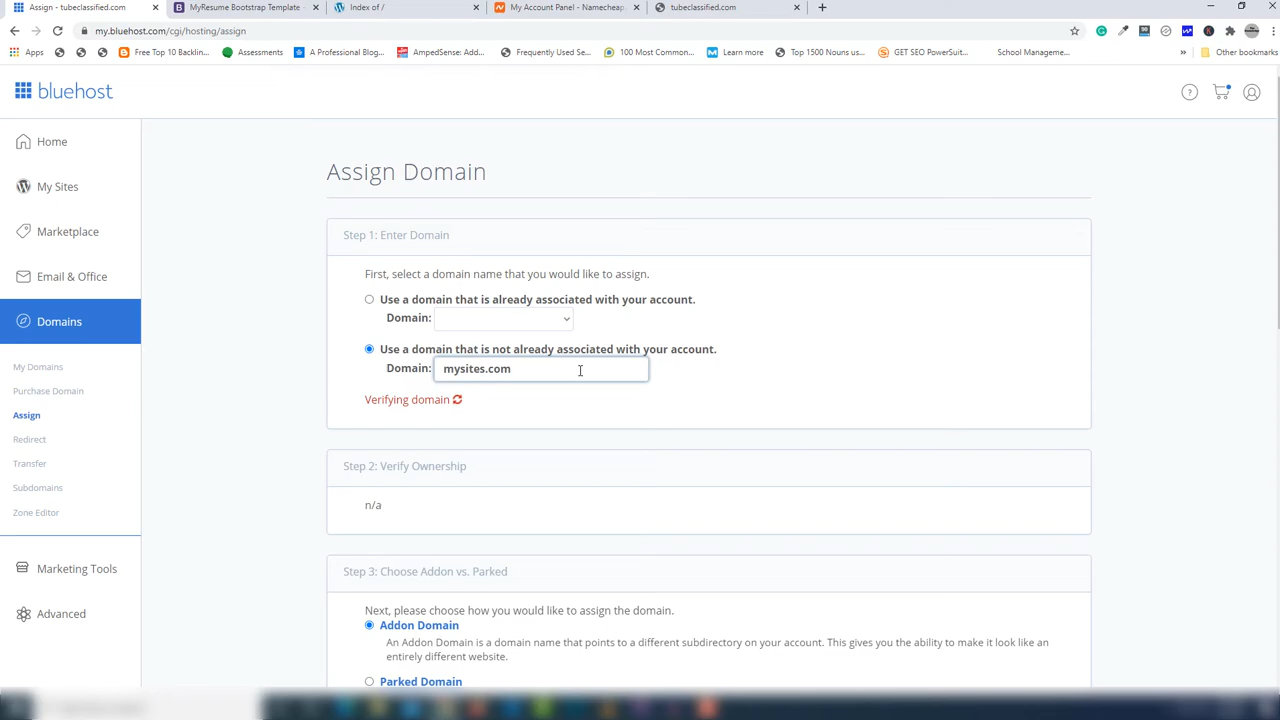 Assign - tubeclassified.com
MyResume Bootstrap Template -
Index of /
My Account Panel - Namecheap.
tubeclassified.com
my.bluehost.com/cgi/hosting/assign
Apps
Free Top 10 Backlin...
Assessments
A Professional Blog...
AmpedSense: Add...
Frequently Used Se...
100 Most Common...
Learn more
Top 1500 Nouns us...
GET SEO PowerSuit...
School Manageme...
»
Other bookmarks
bluehost
Home
My Sites
Marketplace
Email & Office
Domains
My Domains
Purchase Domain
Assign
Redirect
Transfer
Subdomains
Zone Editor
Marketing Tools
Advanced
Assign Domain
Step 1: Enter Domain
First, select a domain name that you would like to assign.
Use a domain that is already associated with your account.
Domain:
Use a domain that is not already associated with your account.
Domain: mysites.com
Verifying domain
Step 2: Verify Ownership
n/a
Step 3: Choose Addon vs. Parked
Next, please choose how you would like to assign the domain.
Addon Domain
An Addon Domain is a domain name that points to a different subdirectory on your account. This gives you the ability to make it look like an
entirely different website.
Parked Domain